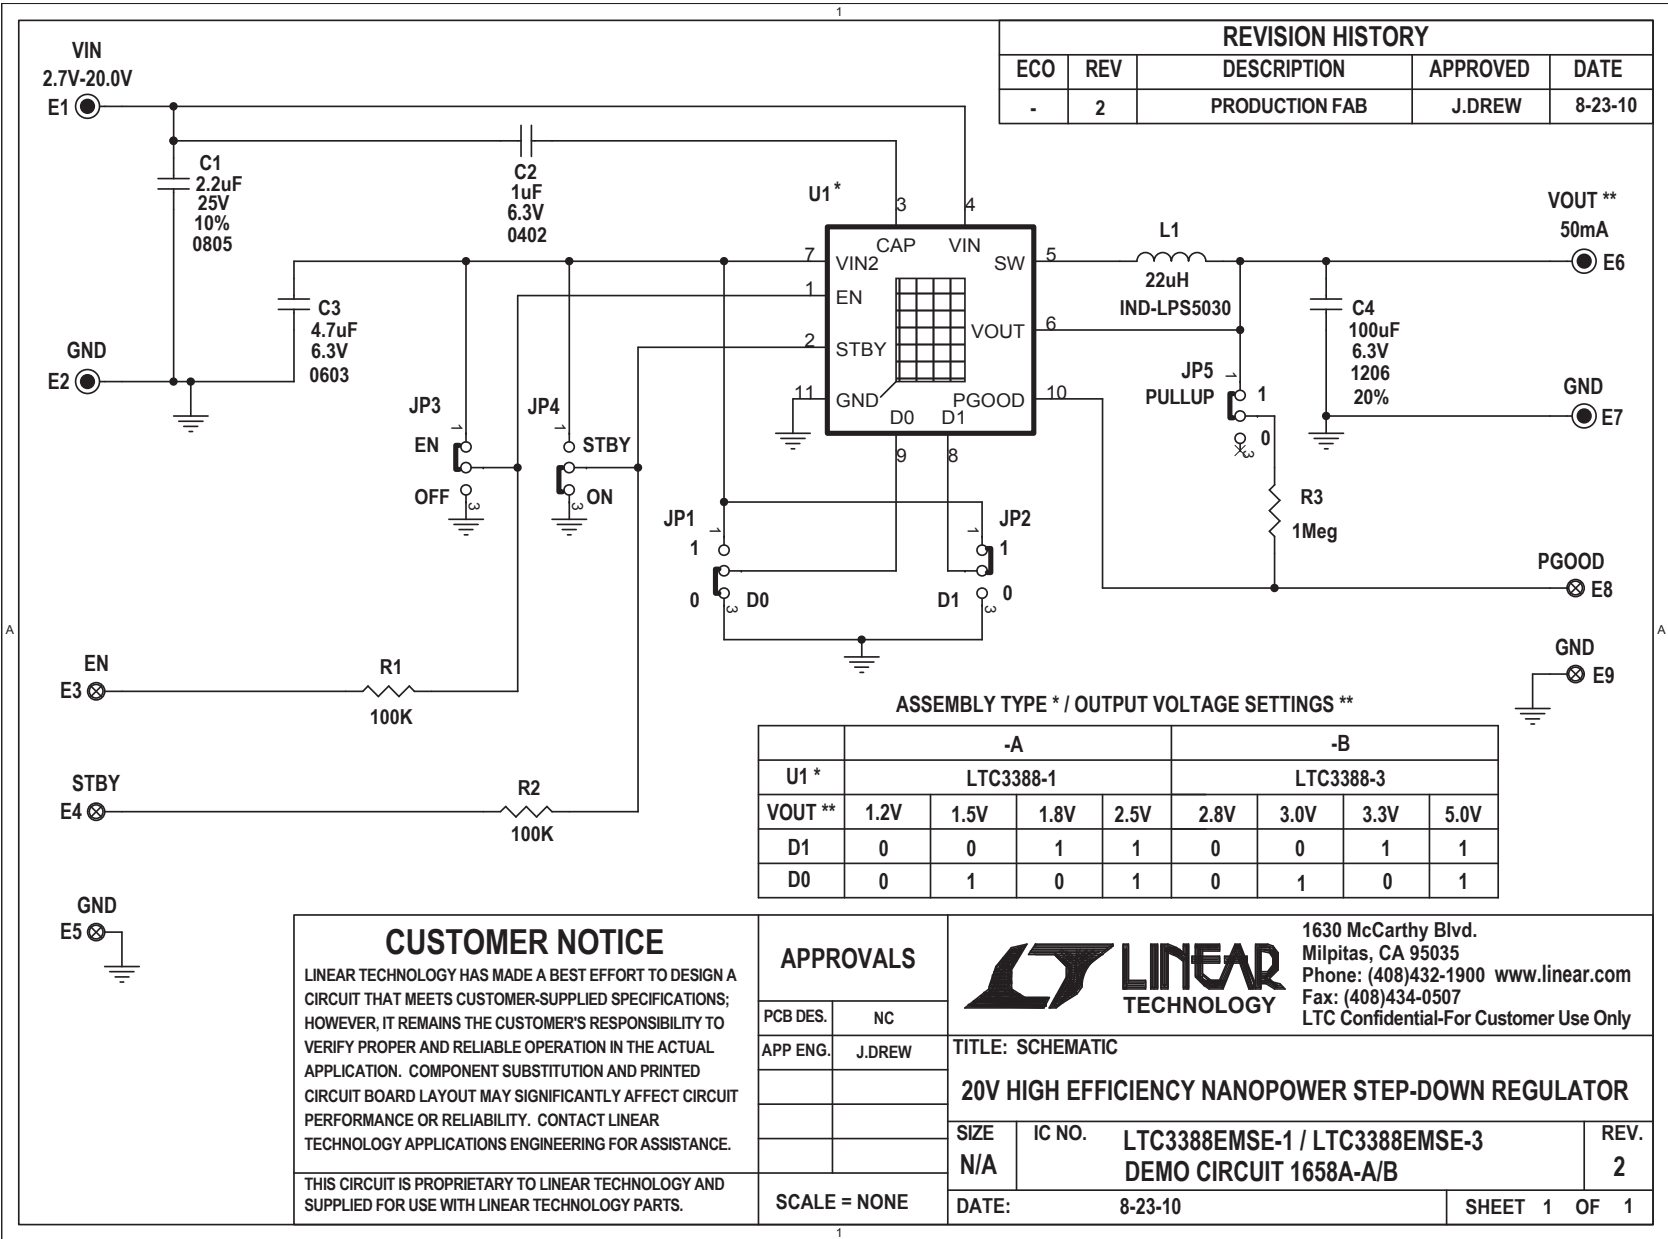 1
REVISION HISTORY
ECO REV DESCRIPTION APPROVED DATE
- 2 PRODUCTION FAB J.DREW 8-23-10
VIN
2.7V-20.0V
E1
C1
2.2uF
25V
10%
0805
C2
1uF
6.3V
0402
U1 *
3 4
CAP VIN
7 VIN2 SW 5
1 EN
2 STBY VOUT 6
11 GND PGOOD 10
D0 D1
9 8
L1
22uH
IND-LPS5030
VOUT **
50mA
E6
C3
4.7uF
6.3V
0603
C4
100uF
6.3V
1206
20%
GND
E2
GND
E7
JP3
1
EN
OFF
3
JP4
1
STBY
ON
3
JP5
PULLUP
1
1
0
3
R3
1Meg
JP1
1
1
0
3
D0
JP2
1
1
D1
0
3
PGOOD
E8
A
A
GND
E9
EN
E3
R1
100K
STBY
E4
R2
100K
GND
E5
ASSEMBLY TYPE * / OUTPUT VOLTAGE SETTINGS **
-A -B
U1 * LTC3388-1 LTC3388-3
VOUT ** 1.2V 1.5V 1.8V 2.5V 2.8V 3.0V 3.3V 5.0V
D1 0 0 1 1 0 0 1 1
D0 0 1 0 1 0 1 0 1
CUSTOMER NOTICE
LINEAR TECHNOLOGY HAS MADE A BEST EFFORT TO DESIGN A
CIRCUIT THAT MEETS CUSTOMER-SUPPLIED SPECIFICATIONS;
HOWEVER, IT REMAINS THE CUSTOMER'S RESPONSIBILITY TO
VERIFY PROPER AND RELIABLE OPERATION IN THE ACTUAL
APPLICATION. COMPONENT SUBSTITUTION AND PRINTED
CIRCUIT BOARD LAYOUT MAY SIGNIFICANTLY AFFECT CIRCUIT
PERFORMANCE OR RELIABILITY. CONTACT LINEAR
TECHNOLOGY APPLICATIONS ENGINEERING FOR ASSISTANCE.
THIS CIRCUIT IS PROPRIETARY TO LINEAR TECHNOLOGY AND
SUPPLIED FOR USE WITH LINEAR TECHNOLOGY PARTS.
APPROVALS
PCB DES. NC
APP ENG. J.DREW
SCALE = NONE
LINEAR
TECHNOLOGY
1630 McCarthy Blvd.
Milpitas, CA 95035
Phone: (408)432-1900 www.linear.com
Fax: (408)434-0507
LTC Confidential-For Customer Use Only
TITLE: SCHEMATIC
20V HIGH EFFICIENCY NANOPOWER STEP-DOWN REGULATOR
SIZE
N/A
IC NO.
LTC3388EMSE-1 / LTC3388EMSE-3
DEMO CIRCUIT 1658A-A/B
REV.
2
DATE: 8-23-10
SHEET 1 OF 1
1